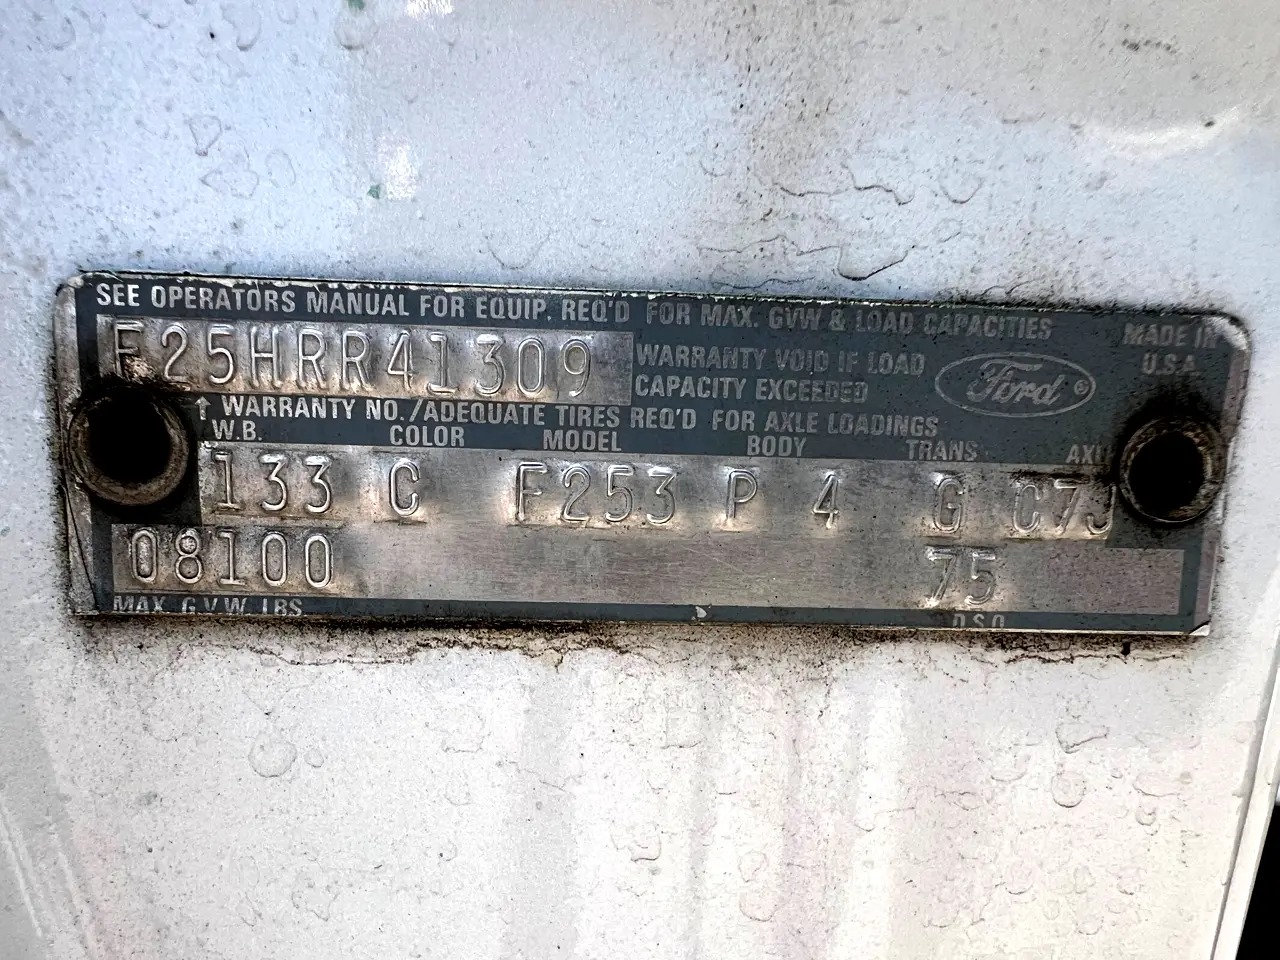 SEE OPERATORS MANUAL FOR EQUIP. REQ'D FOR MAX. GVW & LOAD CAPACITIES
MADE IN U.S.A.
F25HRR41309
WARRANTY VOID IF LOAD
CAPACITY EXCEEDED
Ford ®
↑ WARRANTY NO./ADEQUATE TIRES REQ'D FOR AXLE LOADINGS
W.B. COLOR MODEL BODY TRANS. AXL
133 C F253 P 4 G C7J
08100 75
MAX. G.V.W. LBS D.S.O.